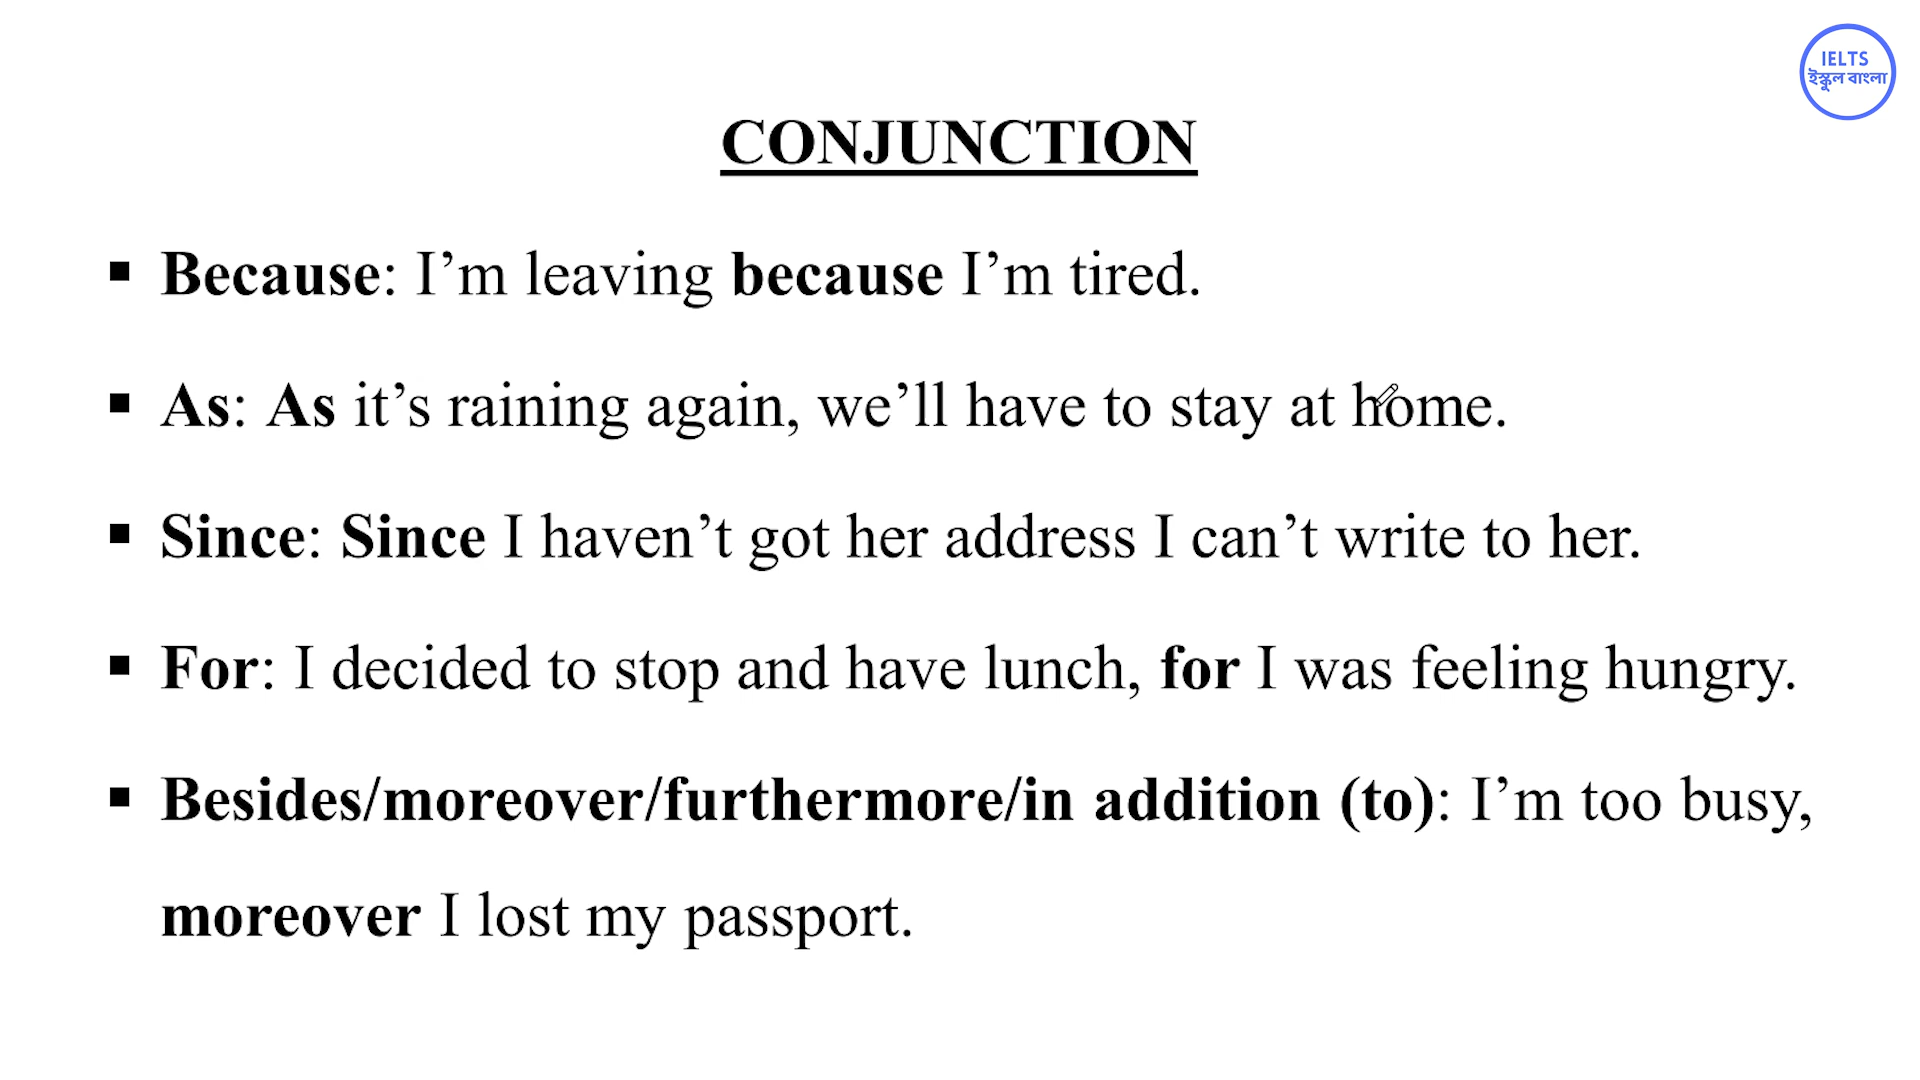 IELTS
ইস্কুল বাংলা
CONJUNCTION
▪ Because: I’m leaving because I’m tired.
▪ As: As it’s raining again, we’ll have to stay at home.
▪ Since: Since I haven’t got her address I can’t write to her.
▪ For: I decided to stop and have lunch, for I was feeling hungry.
▪ Besides/moreover/furthermore/in addition (to): I’m too busy,
moreover I lost my passport.